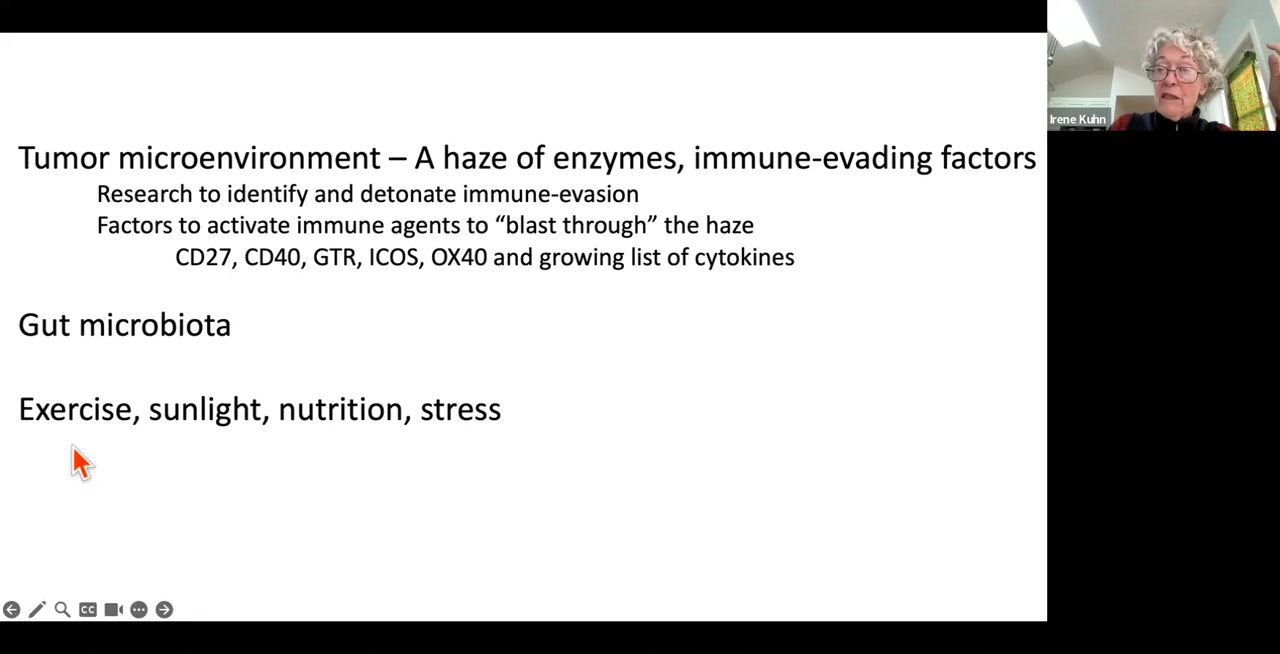 Tumor microenvironment – A haze of enzymes, immune-evading factors
Research to identify and detonate immune-evasion
Factors to activate immune agents to “blast through” the haze
CD27, CD40, GTR, ICOS, OX40 and growing list of cytokines
Gut microbiota
Exercise, sunlight, nutrition, stress
Irene Kuhn
CC